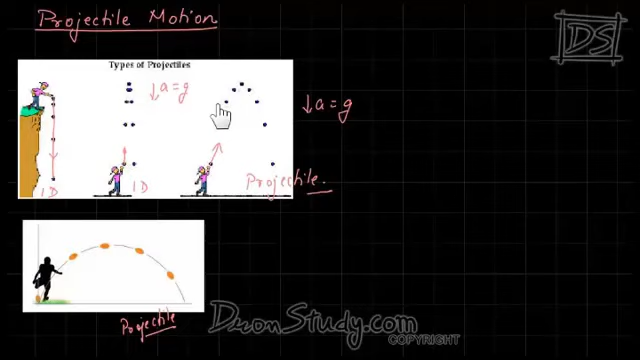 Projectile Motion
DS
Types of Projectiles
↓a=g
↓a=g
1D
1D
Projectile.
Projectile
DronStudy.com
COPYRIGHT